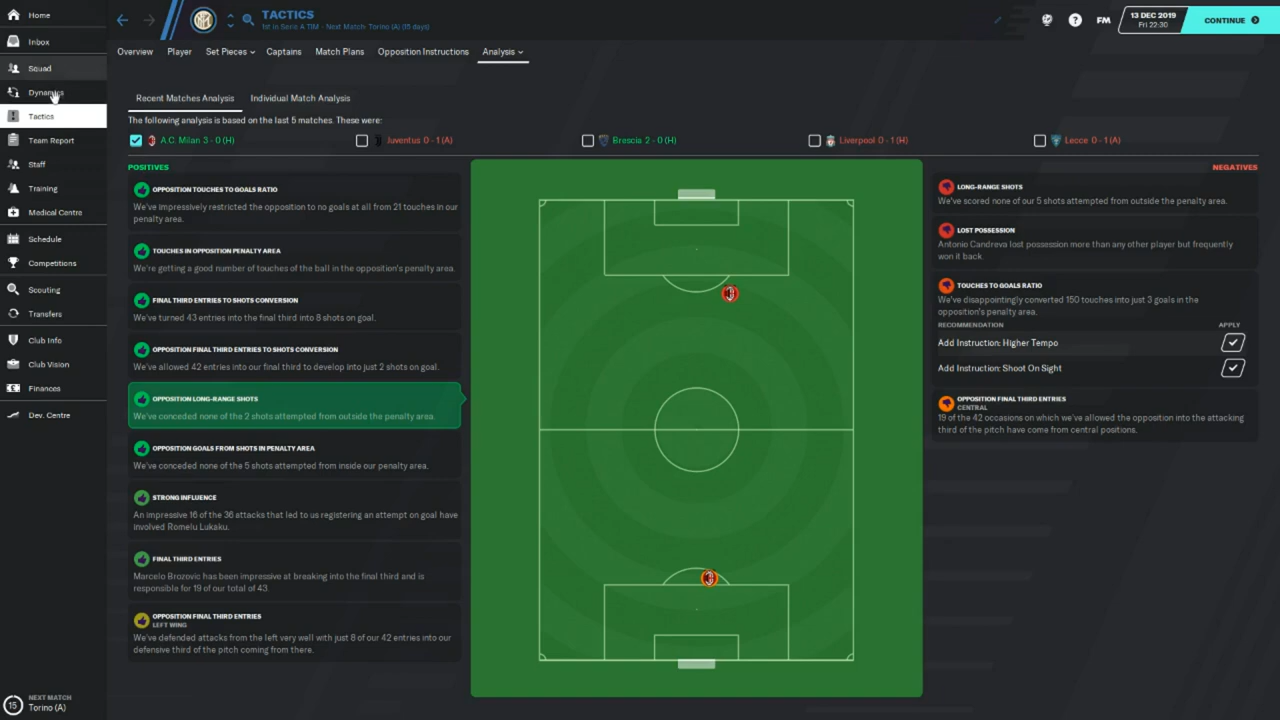 Home
Inbox
Squad
Dynamics
Tactics
Team Report
Staff
Training
Medical Centre
Schedule
Competitions
Scouting
Transfers
Club Info
Club Vision
Finances
Dev. Centre
15
NEXT MATCH
Torino (A)
TACTICS
1st in Serie A TIM - Next Match: Torino (A) (15 days)
? FM
13 DEC 2019
Fri 22:30
CONTINUE
Overview Player Set Pieces Captains Match Plans Opposition Instructions Analysis
Recent Matches Analysis Individual Match Analysis
The following analysis is based on the last 5 matches. These were:
A.C. Milan 3 - 0 (H) Juventus 0 - 1 (A) Brescia 2 - 0 (H) Liverpool 0 - 1 (H) Lecce 0 - 1 (A)
POSITIVES
OPPOSITION TOUCHES TO GOALS RATIO
We've impressively restricted the opposition to no goals at all from 21 touches in our
penalty area.
TOUCHES IN OPPOSITION PENALTY AREA
We're getting a good number of touches of the ball in the opposition's penalty area.
FINAL THIRD ENTRIES TO SHOTS CONVERSION
We've turned 43 entries into the final third into 8 shots on goal.
OPPOSITION FINAL THIRD ENTRIES TO SHOTS CONVERSION
We've allowed 42 entries into our final third to develop into just 2 shots on goal.
OPPOSITION LONG-RANGE SHOTS
We've conceded none of the 2 shots attempted from outside the penalty area.
OPPOSITION GOALS FROM SHOTS IN PENALTY AREA
We've conceded none of the 5 shots attempted from inside our penalty area.
STRONG INFLUENCE
An impressive 16 of the 36 attacks that led to us registering an attempt on goal have
involved Romelu Lukaku.
FINAL THIRD ENTRIES
Marcelo Brozovic has been impressive at breaking into the final third and is
responsible for 19 of our total of 43.
OPPOSITION FINAL THIRD ENTRIES
LEFT WING
We've defended attacks from the left very well with just 8 of our 42 entries into our
defensive third of the pitch coming from there.
NEGATIVES
LONG-RANGE SHOTS
We've scored none of our 5 shots attempted from outside the penalty area.
LOST POSSESSION
Antonio Candreva lost possession more than any other player but frequently
won it back.
TOUCHES TO GOALS RATIO
We've disappointingly converted 150 touches into just 3 goals in the
opposition's penalty area.
RECOMMENDATION APPLY
Add Instruction: Higher Tempo
Add Instruction: Shoot On Sight
OPPOSITION FINAL THIRD ENTRIES
CENTRAL
19 of the 42 occasions on which we've allowed the opposition into the attacking
third of the pitch have come from central positions.